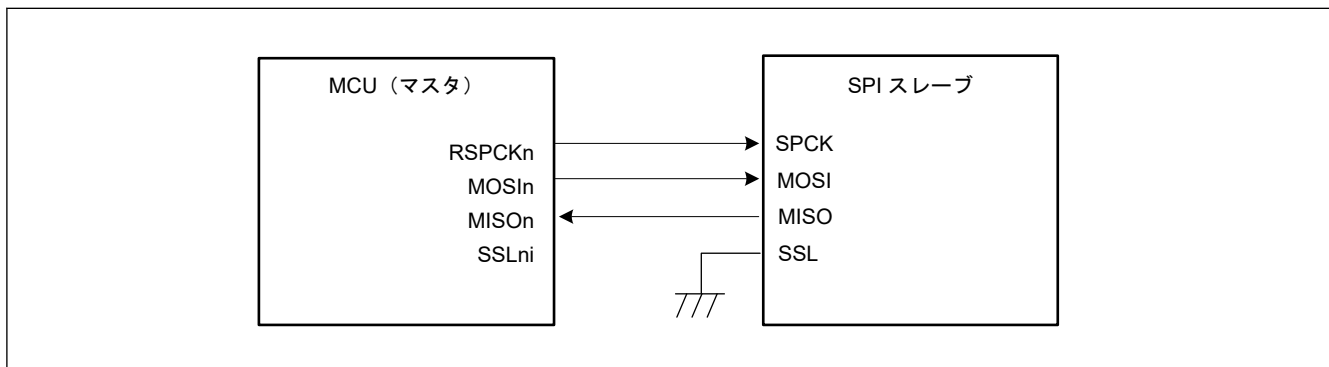 MCU（マスタ）
RSPCKn
MOSIn
MISOn
SSLni
SPI スレーブ
SPCK
MOSI
MISO
SSL